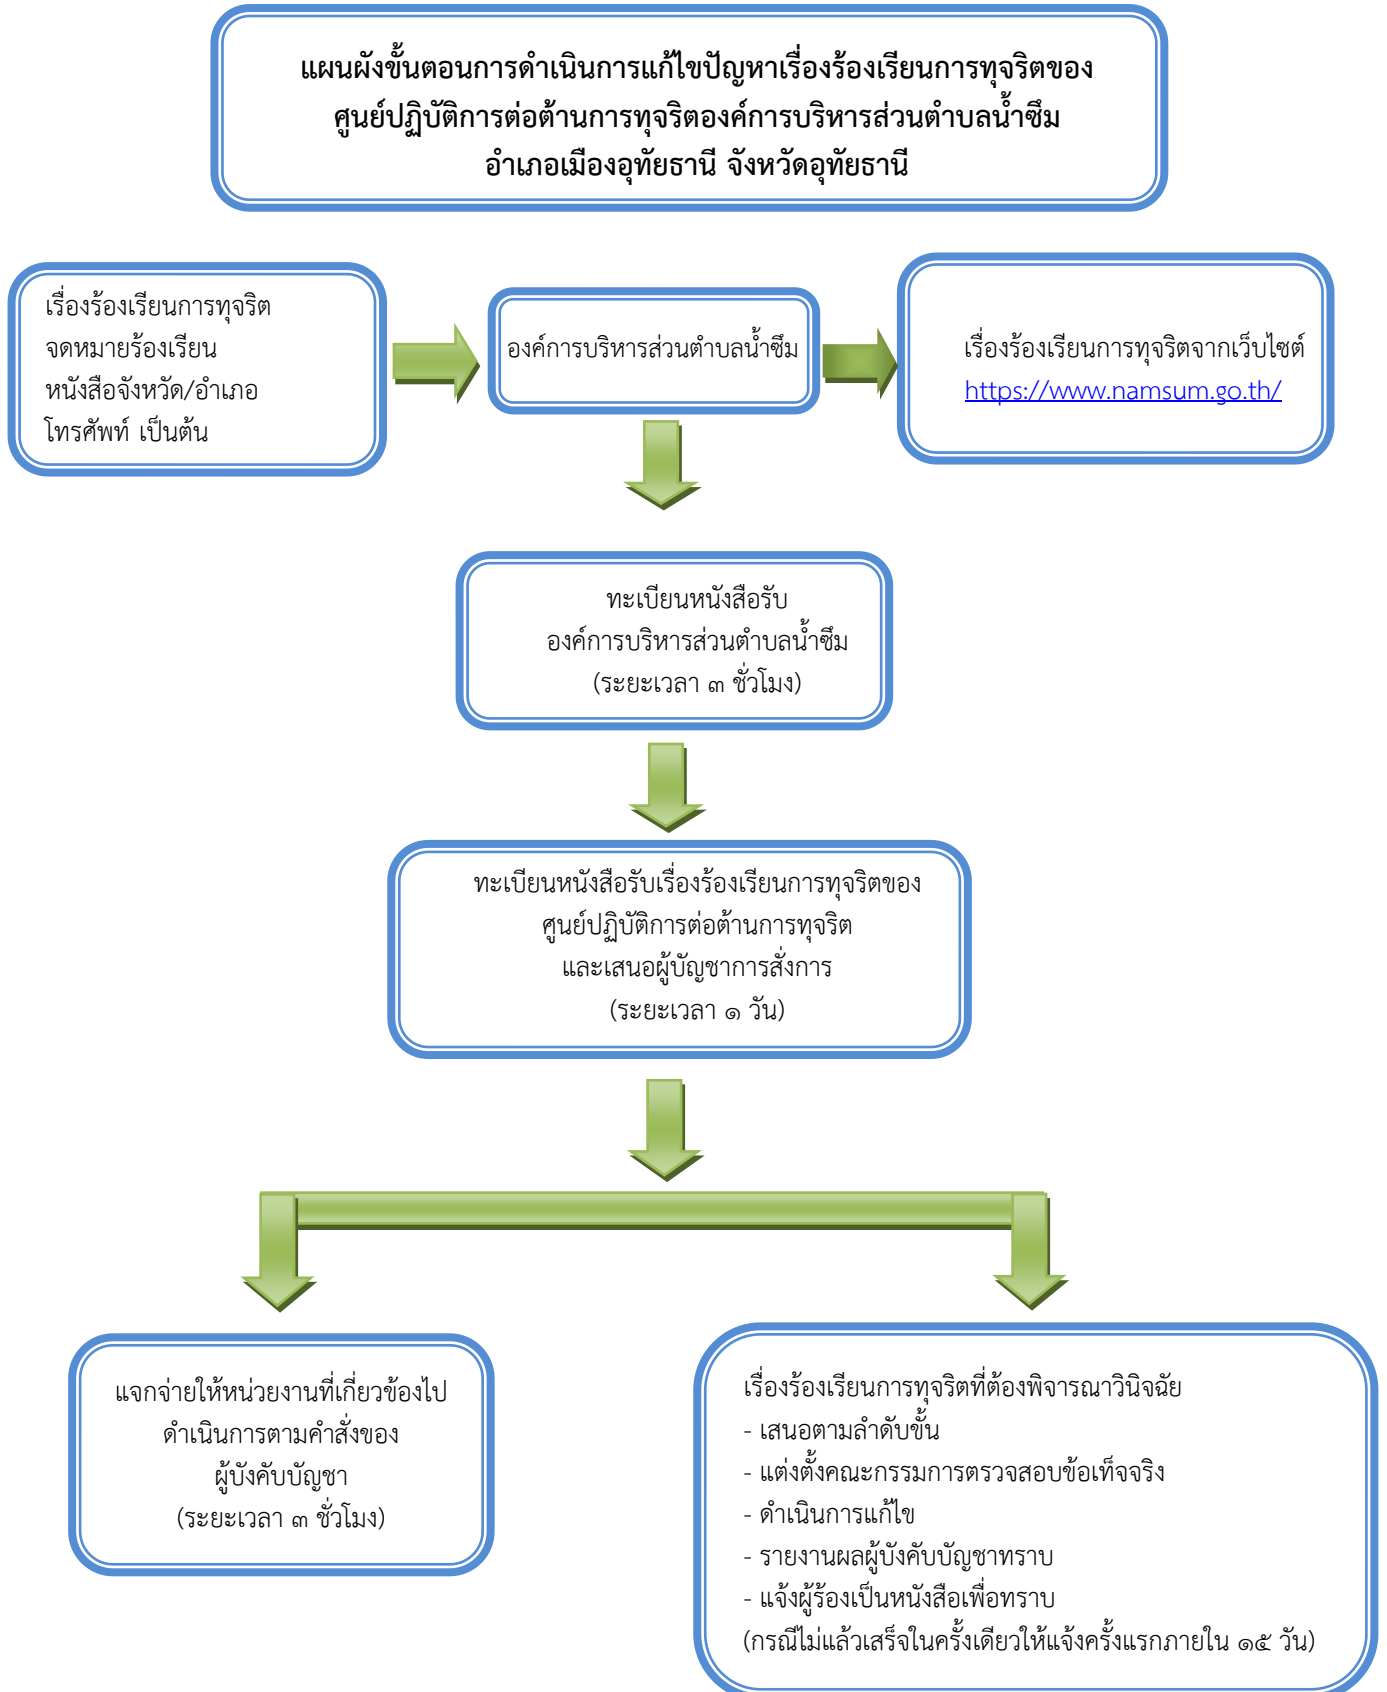 แผนผังขั้นตอนการดำเนินการแก้ไขปัญหาเรื่องร้องเรียนการทุจริตของ
ศูนย์ปฏิบัติการต่อต้านการทุจริตองค์การบริหารส่วนตำบลน้ำซึม
อำเภอเมืองอุทัยธานี จังหวัดอุทัยธานี
เรื่องร้องเรียนการทุจริต
จดหมายร้องเรียน
หนังสือจังหวัด/อำเภอ
โทรศัพท์ เป็นต้น
องค์การบริหารส่วนตำบลน้ำซึม
เรื่องร้องเรียนการทุจริตจากเว็บไซต์
https://www.namsum.go.th/
ทะเบียนหนังสือรับ
องค์การบริหารส่วนตำบลน้ำซึม
(ระยะเวลา ๓ ชั่วโมง)
ทะเบียนหนังสือรับเรื่องร้องเรียนการทุจริตของ
ศูนย์ปฏิบัติการต่อต้านการทุจริต
และเสนอผู้บัญชาการสั่งการ
(ระยะเวลา ๑ วัน)
แจกจ่ายให้หน่วยงานที่เกี่ยวข้องไป
ดำเนินการตามคำสั่งของ
ผู้บังคับบัญชา
(ระยะเวลา ๓ ชั่วโมง)
เรื่องร้องเรียนการทุจริตที่ต้องพิจารณาวินิจฉัย
- เสนอตามลำดับขั้น
- แต่งตั้งคณะกรรมการตรวจสอบข้อเท็จจริง
- ดำเนินการแก้ไข
- รายงานผลผู้บังคับบัญชาทราบ
- แจ้งผู้ร้องเป็นหนังสือเพื่อทราบ
(กรณีไม่แล้วเสร็จในครั้งเดียวให้แจ้งครั้งแรกภายใน ๑๕ วัน)